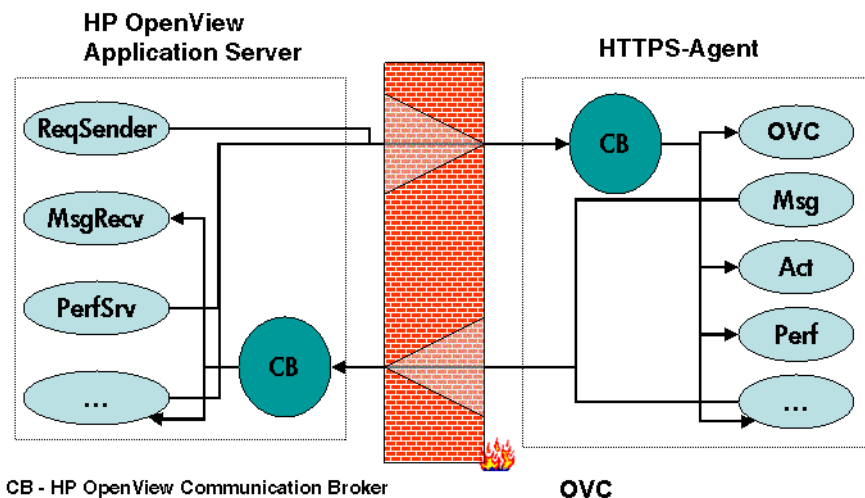 HP OpenView
Application Server
HTTPS-Agent
ReqSender
MsgRecv
PerfSrv
...
CB
CB
OVC
Msg
Act
Perf
...
CB - HP OpenView Communication Broker
OVC